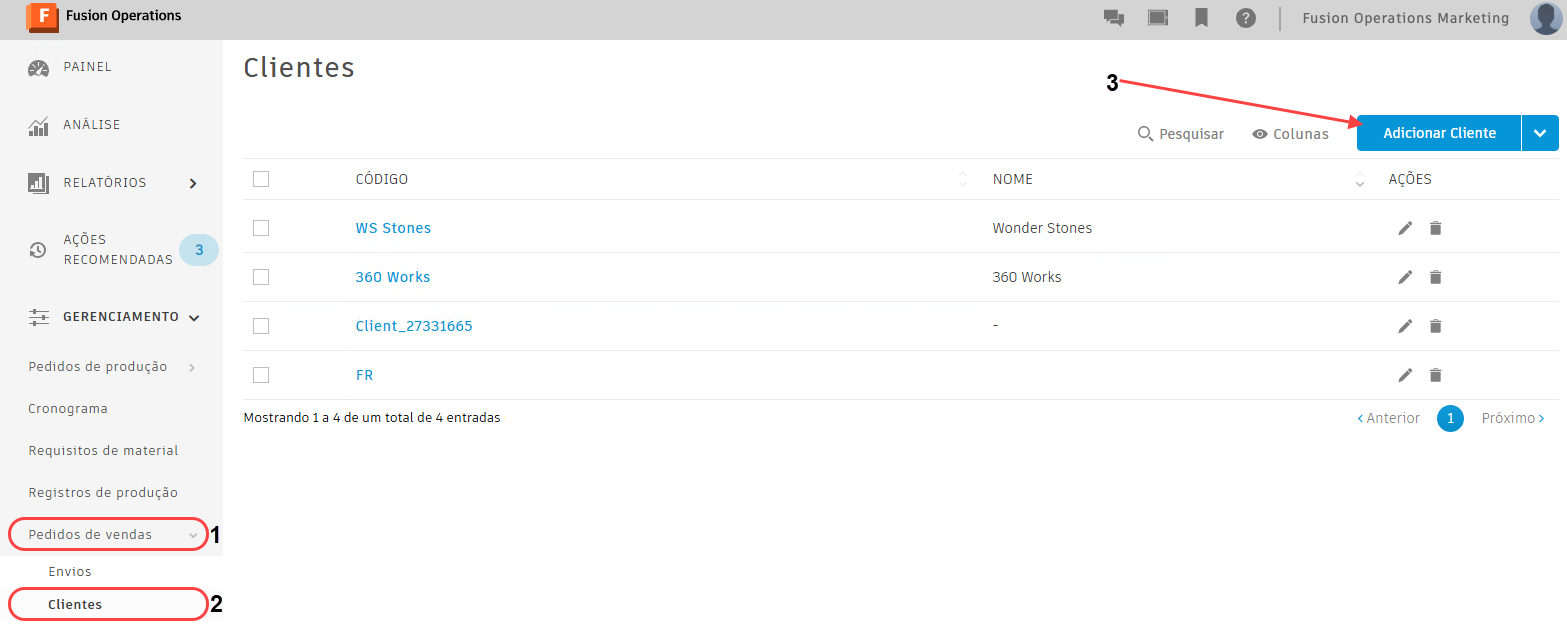 F Fusion Operations
? Fusion Operations Marketing
PAINEL
ANÁLISE
RELATÓRIOS
AÇÕES
RECOMENDADAS 3
GERENCIAMENTO
Pedidos de produção
Cronograma
Requisitos de material
Registros de produção
Pedidos de vendas 1
Envios
Clientes 2
Clientes
3
Pesquisar Colunas Adicionar Cliente
CÓDIGO NOME AÇÕES
WS Stones Wonder Stones
360 Works 360 Works
Client_27331665 -
FR
Mostrando 1 a 4 de um total de 4 entradas
Anterior 1 Próximo